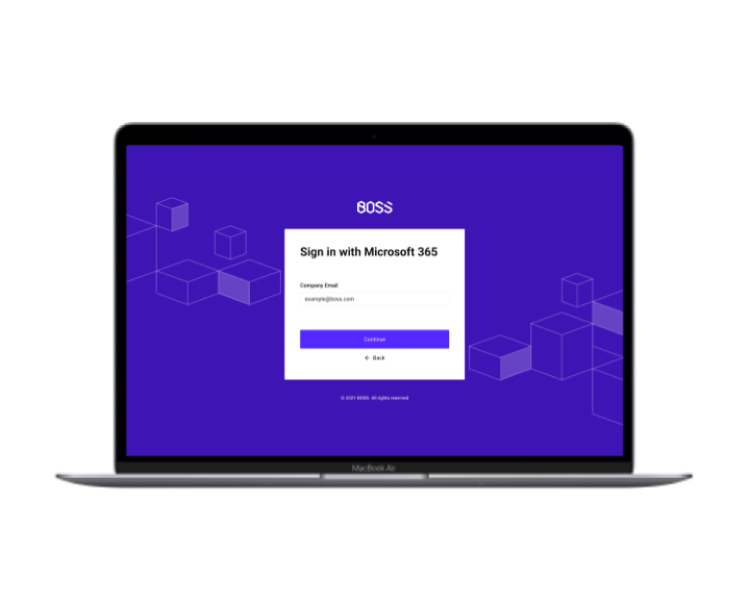 BOSS
Sign in with Microsoft 365
Company Email
example@boss.com
Continue
← Back
© 2021 BOSS. All rights reserved
MacBook Air